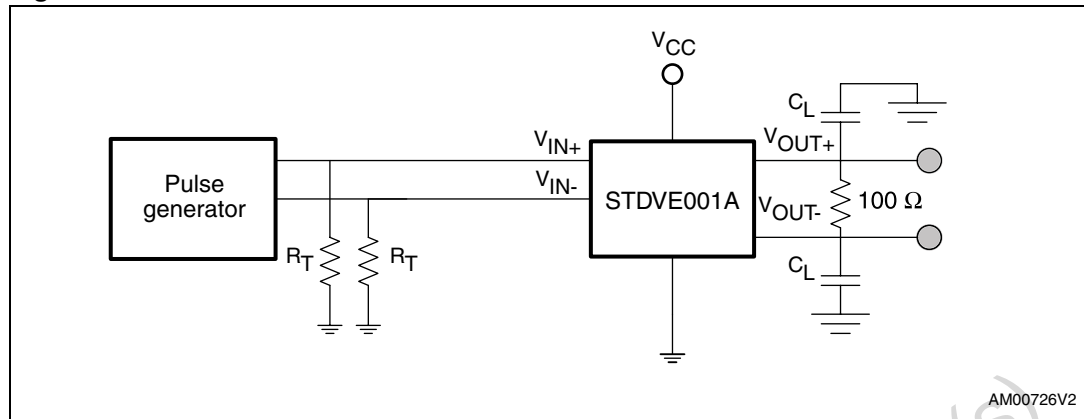 V_CC
C_L
V_IN+
V_OUT+
Pulse
generator
V_IN-
STDVE001A
V_OUT-
100 Ω
R_T
R_T
C_L
AM00726V2